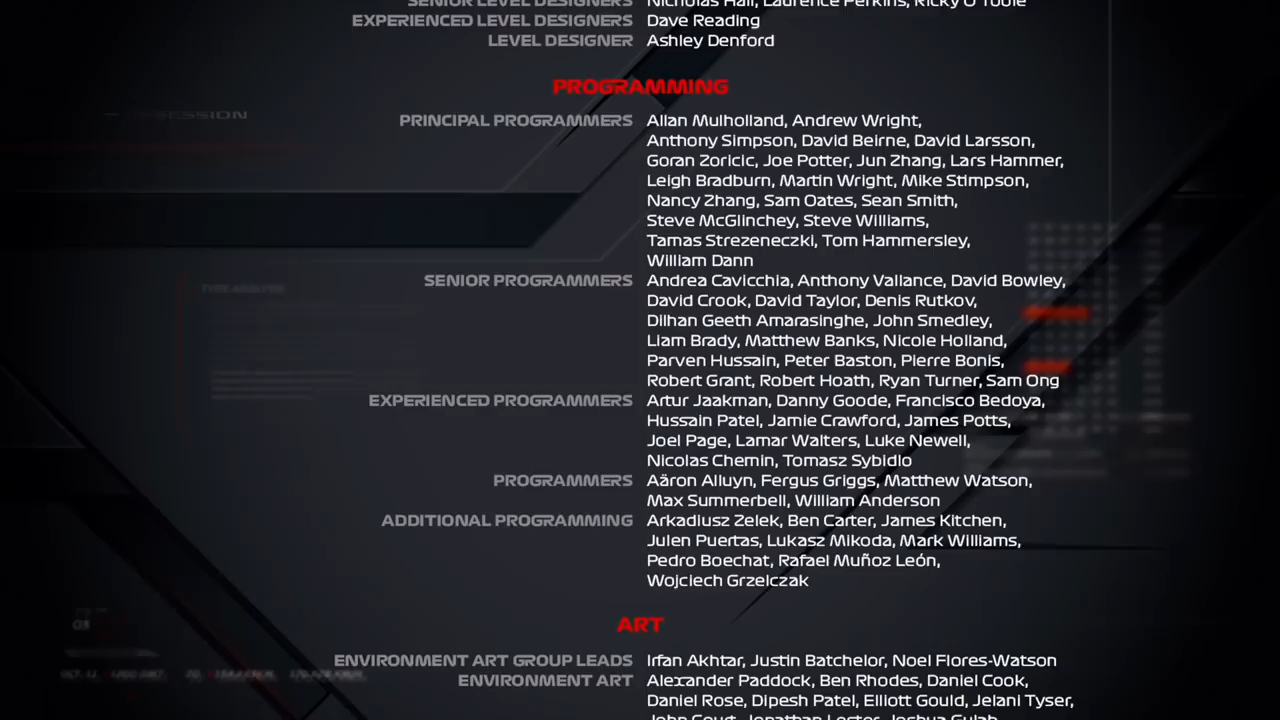 SENIOR LEVEL DESIGNERS Nicholas Hall, Laurence Perkins, Ricky O'Toole
EXPERIENCED LEVEL DESIGNERS Dave Reading
LEVEL DESIGNER Ashley Denford
PROGRAMMING
PRINCIPAL PROGRAMMERS Allan Mulholland, Andrew Wright,
Anthony Simpson, David Beirne, David Larsson,
Goran Zoricic, Joe Potter, Jun Zhang, Lars Hammer,
Leigh Bradburn, Martin Wright, Mike Stimpson,
Nancy Zhang, Sam Oates, Sean Smith,
Steve McGlinchey, Steve Williams,
Tamas Strezeneczki, Tom Hammersley,
William Dann
SENIOR PROGRAMMERS Andrea Cavicchia, Anthony Vallance, David Bowley,
David Crook, David Taylor, Denis Rutkov,
Dilhan Geeth Amarasinghe, John Smedley,
Liam Brady, Matthew Banks, Nicole Holland,
Parven Hussain, Peter Baston, Pierre Bonis,
Robert Grant, Robert Hoath, Ryan Turner, Sam Ong
EXPERIENCED PROGRAMMERS Artur Jaakman, Danny Goode, Francisco Bedoya,
Hussain Patel, Jamie Crawford, James Potts,
Joel Page, Lamar Walters, Luke Newell,
Nicolas Chemin, Tomasz Sybidlo
PROGRAMMERS Aäron Alluyn, Fergus Griggs, Matthew Watson,
Max Summerbell, William Anderson
ADDITIONAL PROGRAMMING Arkadiusz Zelek, Ben Carter, James Kitchen,
Julen Puertas, Lukasz Mikoda, Mark Williams,
Pedro Boechat, Rafael Muñoz León,
Wojciech Grzelczak
ART
ENVIRONMENT ART GROUP LEADS Irfan Akhtar, Justin Batchelor, Noel Flores-Watson
ENVIRONMENT ART Alexander Paddock, Ben Rhodes, Daniel Cook,
Daniel Rose, Dipesh Patel, Elliott Gould, Jelani Tyser,